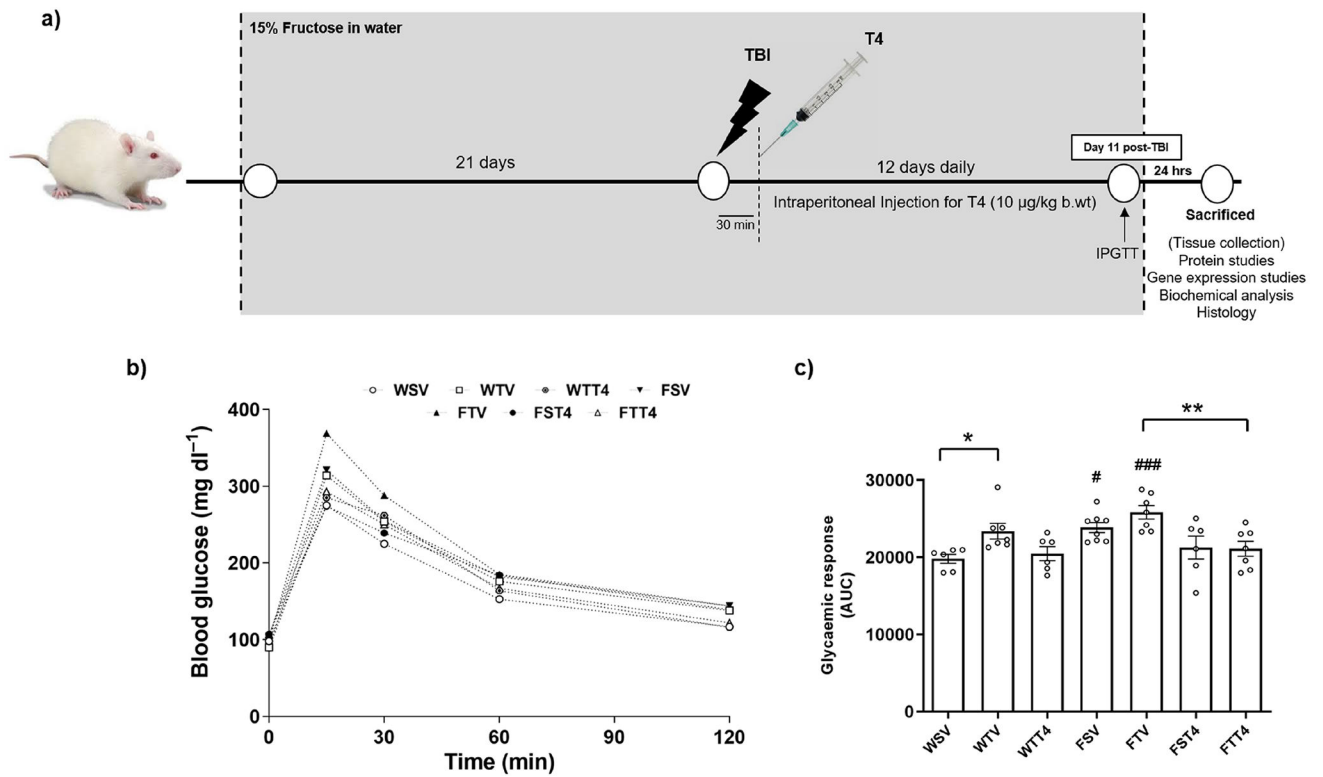 a)
15% Fructose in water
TBI
T4
21 days
30 min
12 days daily
Intraperitoneal Injection for T4 (10 µg/kg b.wt)
Day 11 post-TBI
24 hrs
IPGTT
Sacrificed
(Tissue collection)
Protein studies
Gene expression studies
Biochemical analysis
Histology
b)
WSV WTV WTT4 FSV
FTV FST4 FTT4
Blood glucose (mg dl⁻¹)
400
300
200
100
0
0 30 60 90 120
Time (min)
c)
**
*
###
#
Glycaemic response
(AUC)
30000
20000
10000
0
WSV WTV WTT4 FSV FTV FST4 FTT4